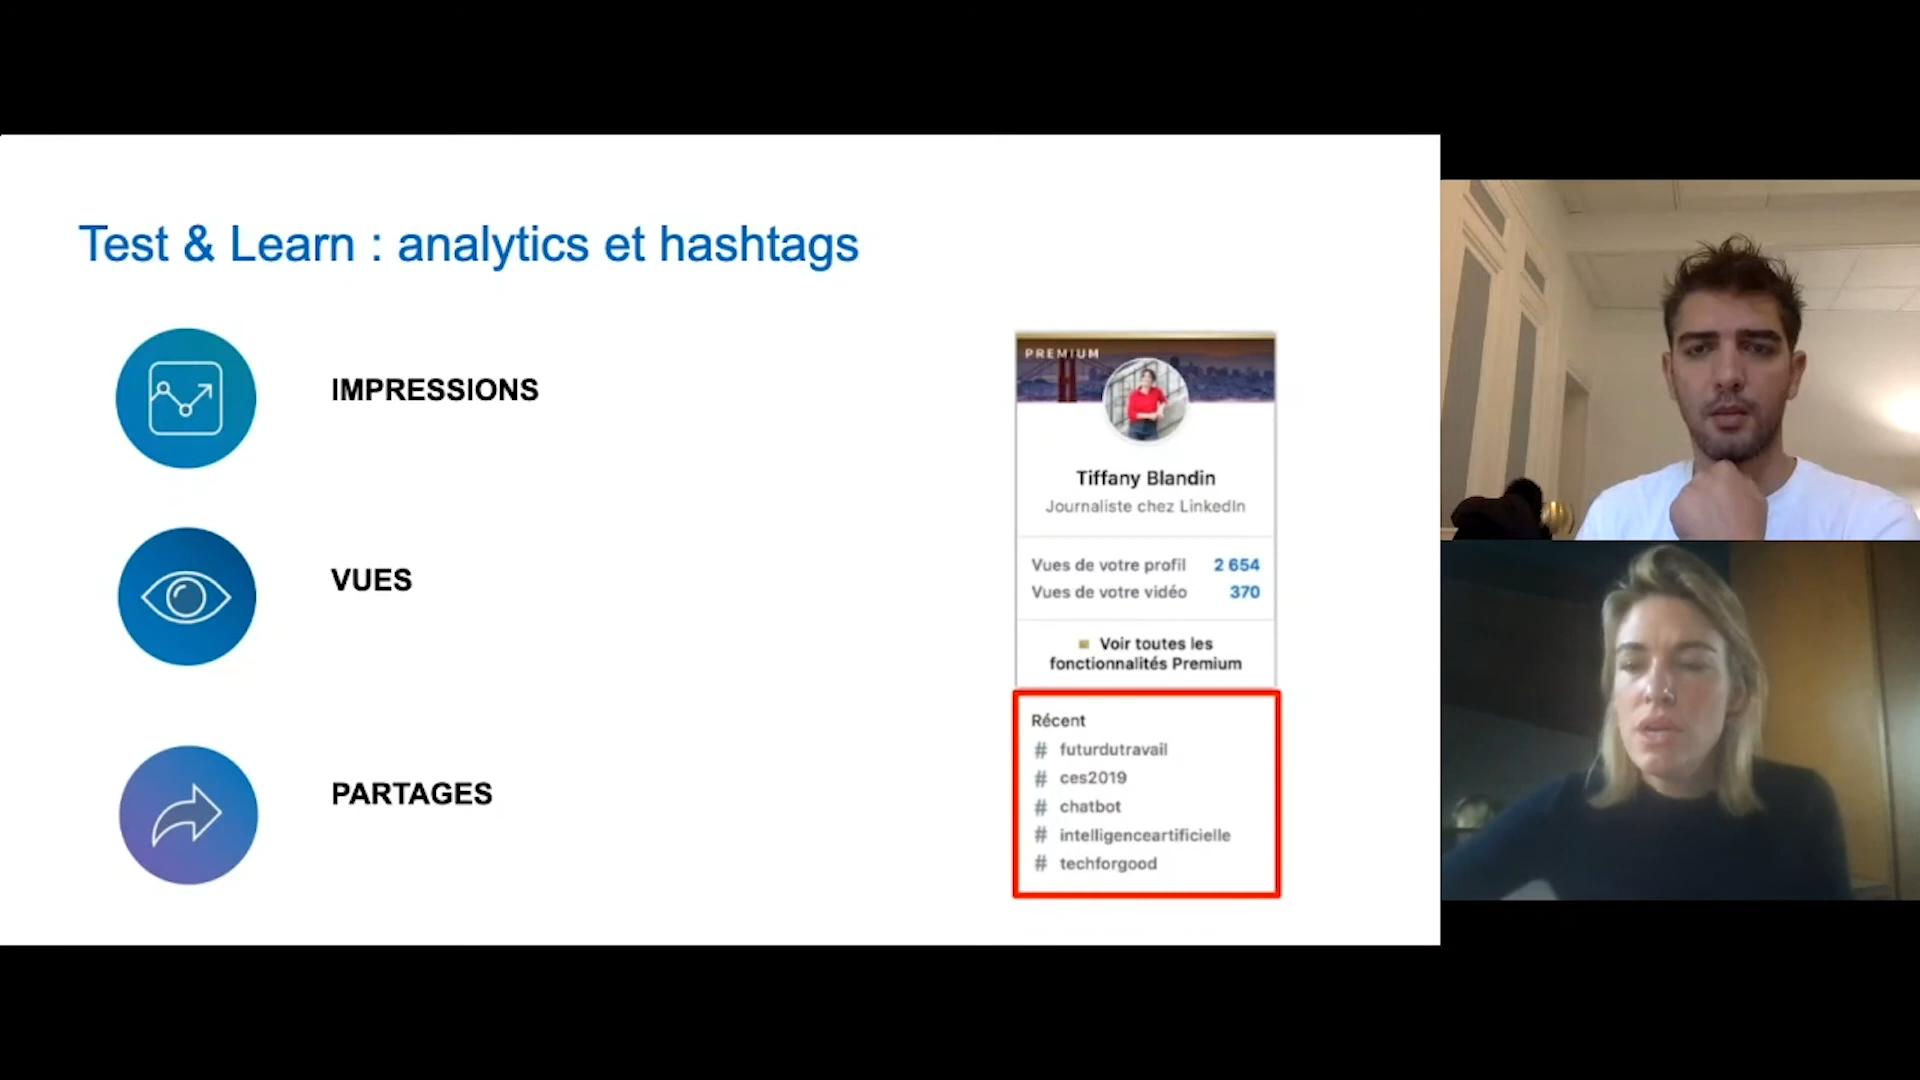 Test & Learn : analytics et hashtags
IMPRESSIONS
VUES
PARTAGES
PREMIUM
Tiffany Blandin
Journaliste chez LinkedIn
Vues de votre profil 2 654
Vues de votre vidéo 370
Voir toutes les
fonctionnalités Premium
Récent
# futurdutravail
# ces2019
# chatbot
# intelligenceartificielle
# techforgood